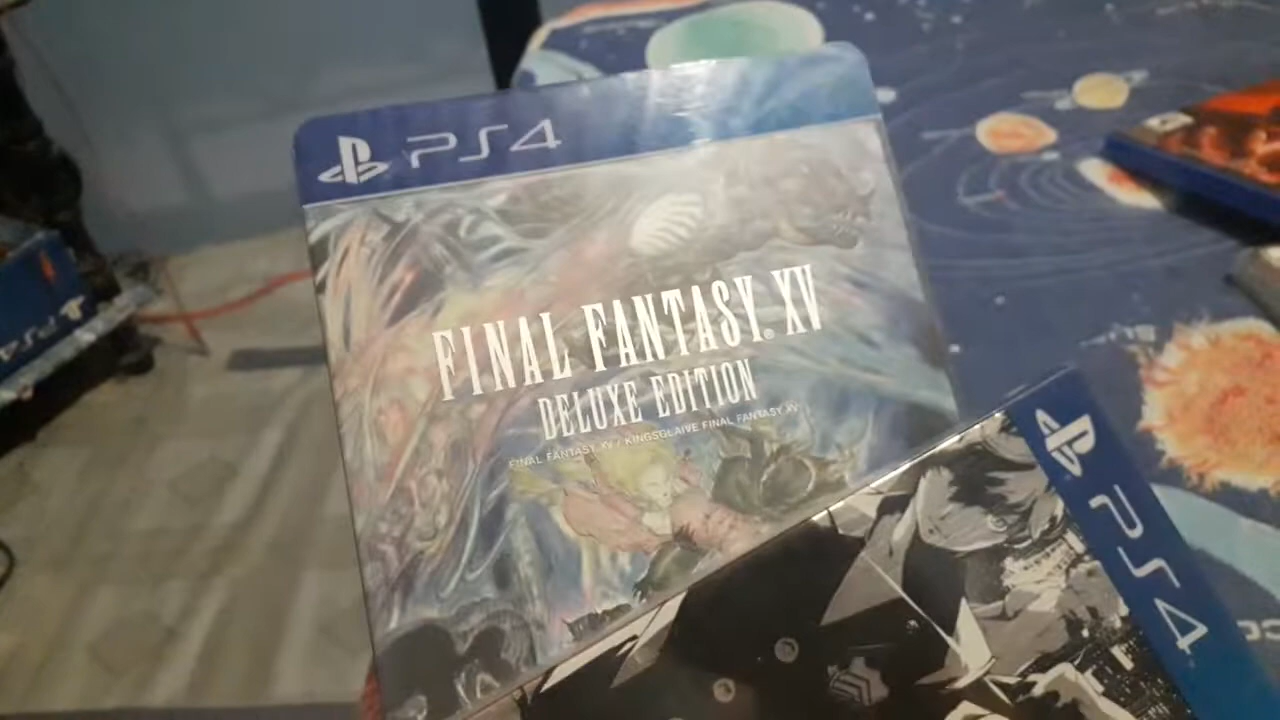 PS4
FINAL FANTASY XV
DELUXE EDITION
FINAL FANTASY XV / KINGSGLAIVE FINAL FANTASY XV
PS4